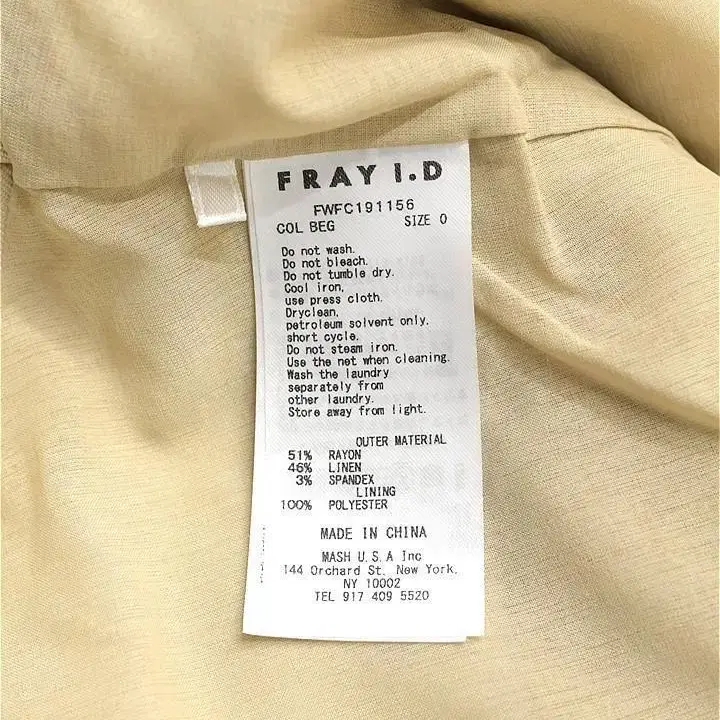 FRAY I.D
FWFC191156
COL BEG SIZE 0
Do not wash.
Do not bleach.
Do not tumble dry.
Cool iron,
use press cloth.
Dryclean,
petroleum solvent only.
short cycle.
Do not steam iron.
Use the net when cleaning.
Wash the laundry
separately from
other laundry.
Store away from light.
OUTER MATERIAL
51% RAYON
46% LINEN
3% SPANDEX
LINING
100% POLYESTER
MADE IN CHINA
MASH U.S.A Inc
144 Orchard St. New York.
NY 10002
TEL 917 409 5520